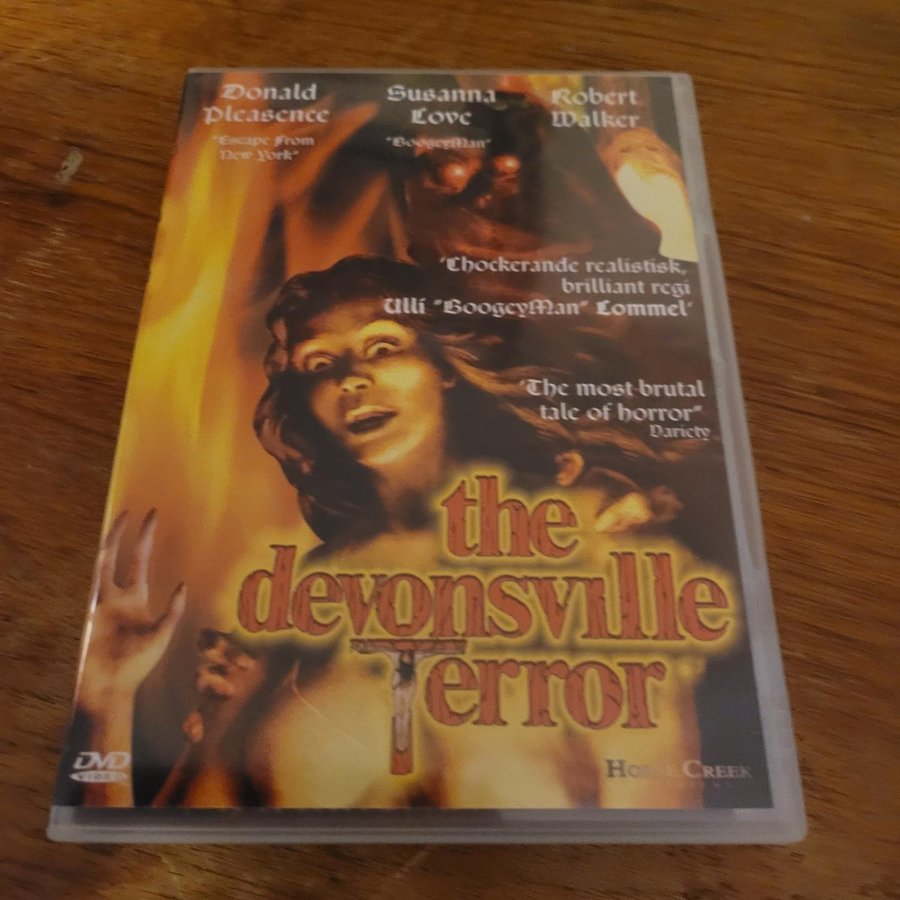 Donald
Pleasence
"Escape From
New York"
Susanna
Love
"BoogeyMan"
Robert
Walker
'Chockerande realistisk,
brilliant regi
Ulli "BoogeyMan" Lommel'
'The most brutal
tale of horror"
Variety
the
devonsville
Terror
DVD
VIDEO
Creek